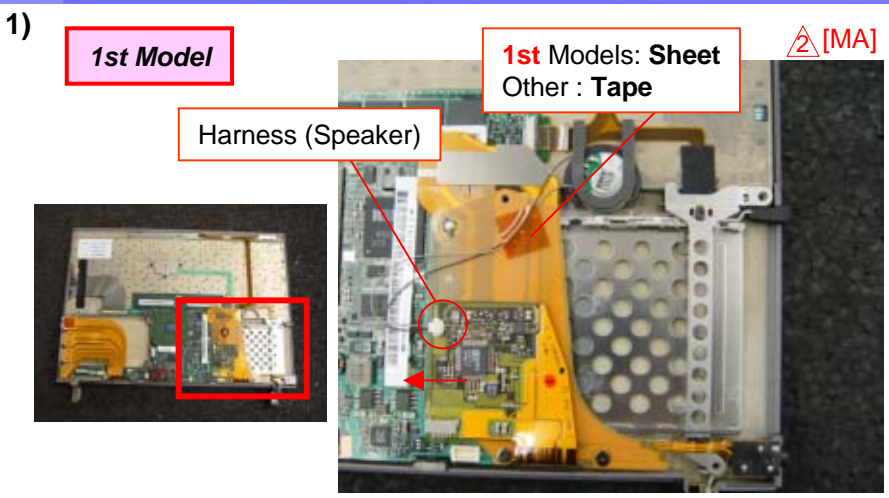 1)
1st Model
1st Models: Sheet
Other : Tape
2 [MA]
Harness (Speaker)